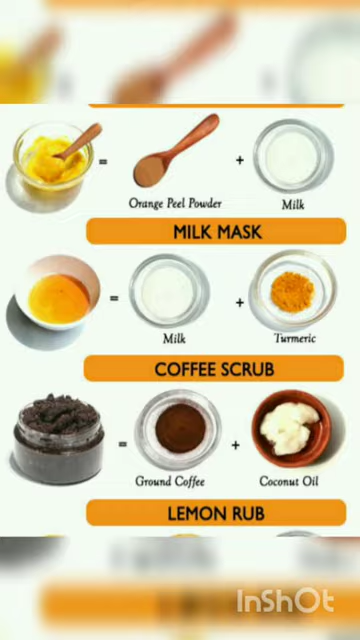 = +
Orange Peel Powder Milk
MILK MASK
= +
Milk Turmeric
COFFEE SCRUB
= +
Ground Coffee Coconut Oil
LEMON RUB
InShOt